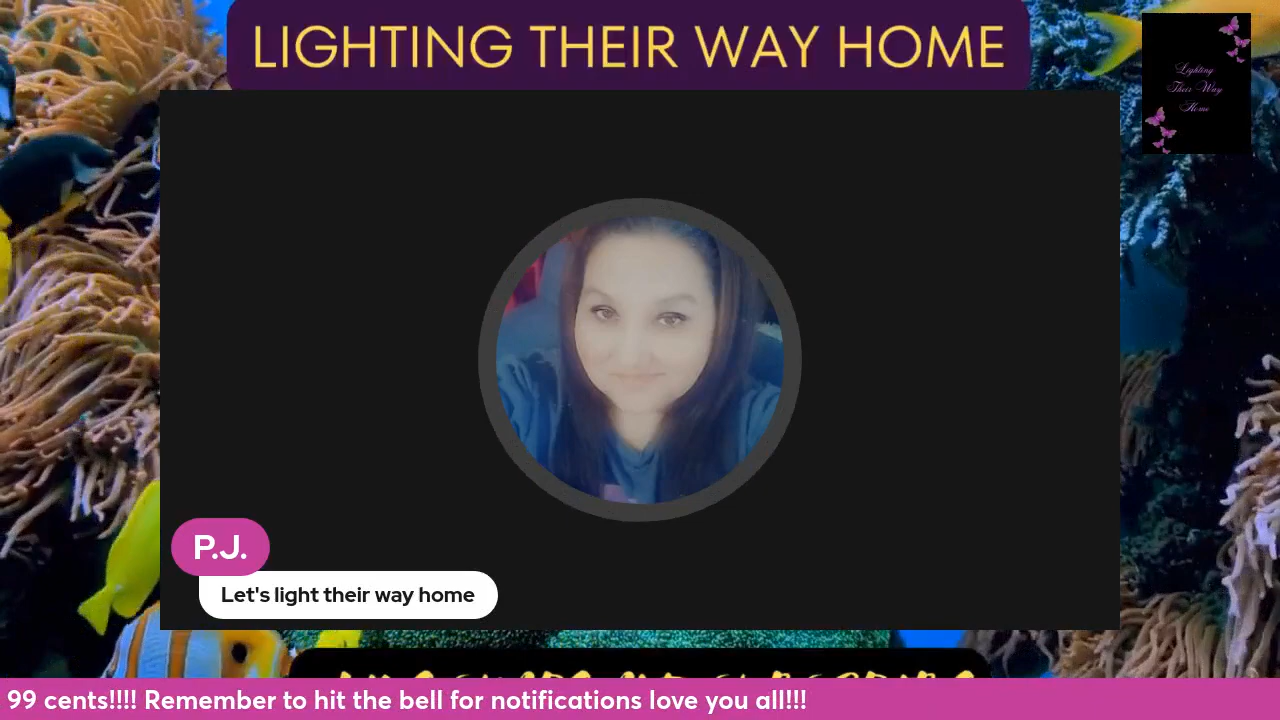 LIGHTING THEIR WAY HOME
Lighting
Their Way
Home
P.J.
Let's light their way home
99 cents!!!! Remember to hit the bell for notifications love you all!!!